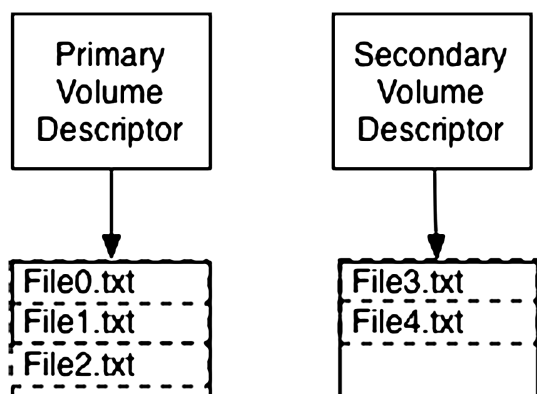 Primary
Volume
Descriptor
File0.txt
File1.txt
File2.txt
Secondary
Volume
Descriptor
File3.txt
File4.txt